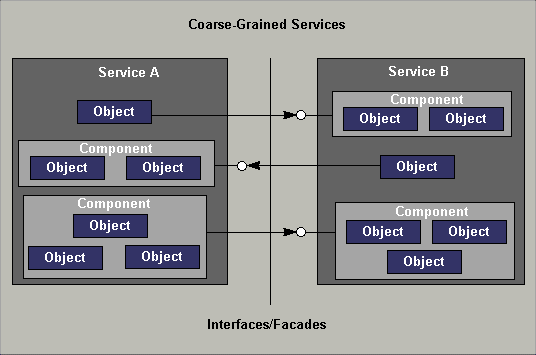 Coarse-Grained Services
Service A
Service B
Object
Component
Object Object
Component
Object Object
Object
Component
Object
Object Object
Component
Object Object
Object
Interfaces/Facades